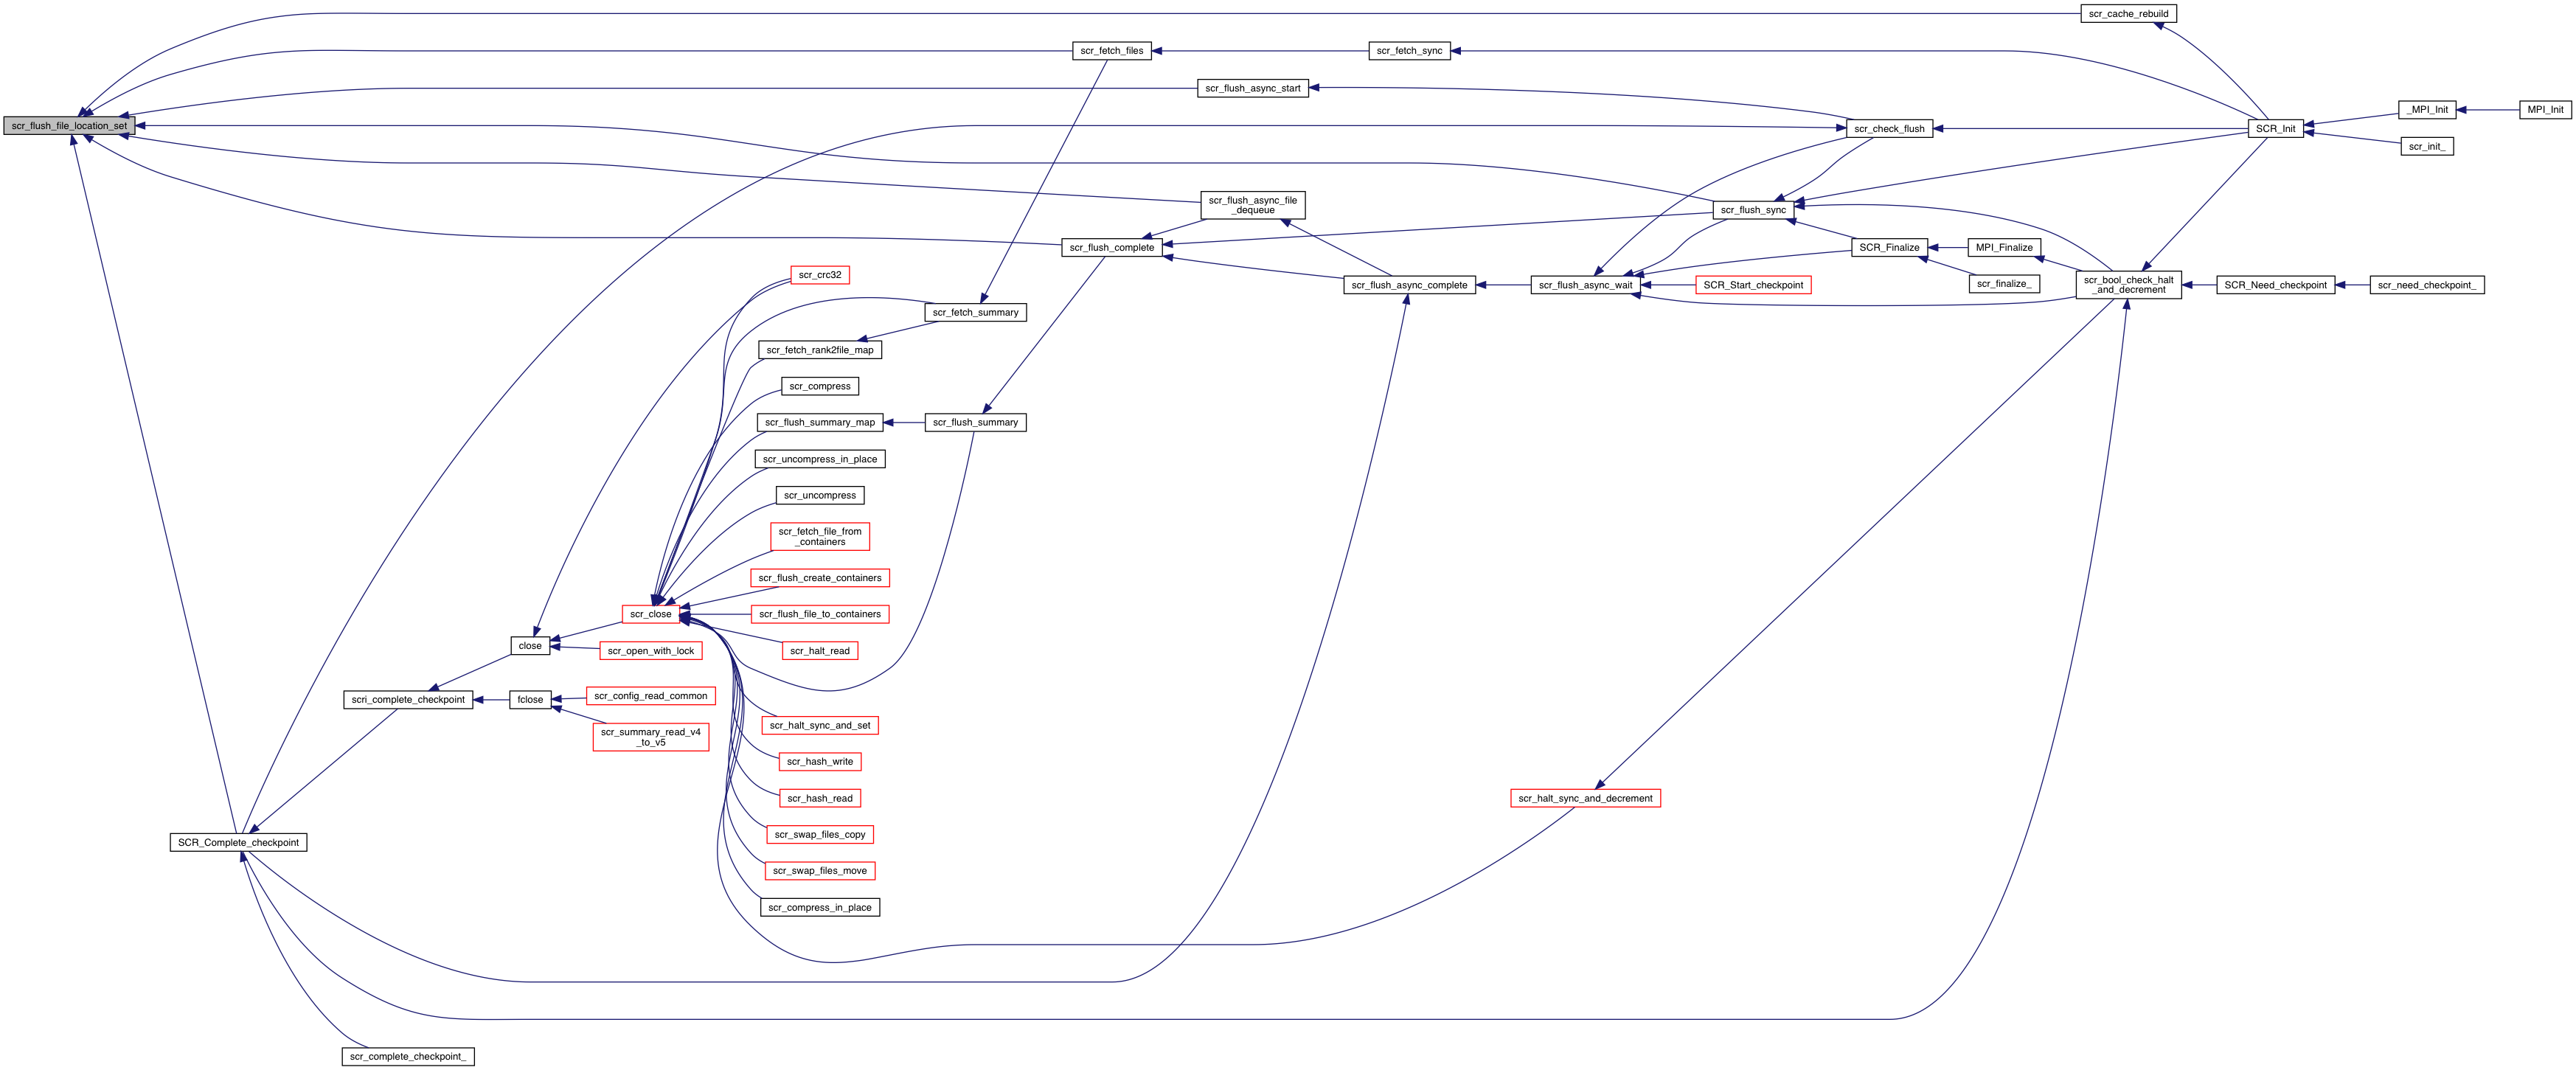 scr_cache_rebuild
scr_fetch_files
scr_fetch_sync
scr_flush_async_start
_MPI_Init
MPI_Init
scr_flush_file_location_set
scr_check_flush
SCR_Init
scr_init_
scr_flush_async_file
_dequeue
scr_flush_sync
scr_flush_complete
SCR_Finalize
MPI_Finalize
scr_crc32
scr_flush_async_complete
scr_flush_async_wait
SCR_Start_checkpoint
scr_finalize_
scr_bool_check_halt
_and_decrement
SCR_Need_checkpoint
scr_need_checkpoint_
scr_fetch_summary
scr_fetch_rank2file_map
scr_compress
scr_flush_summary_map
scr_flush_summary
scr_uncompress_in_place
scr_uncompress
scr_fetch_file_from
_containers
scr_flush_create_containers
scr_close
scr_flush_file_to_containers
close
scr_open_with_lock
scr_halt_read
scri_complete_checkpoint
fclose
scr_config_read_common
scr_summary_read_v4
_to_v5
scr_halt_sync_and_set
scr_hash_write
scr_hash_read
scr_halt_sync_and_decrement
scr_swap_files_copy
SCR_Complete_checkpoint
scr_swap_files_move
scr_compress_in_place
scr_complete_checkpoint_